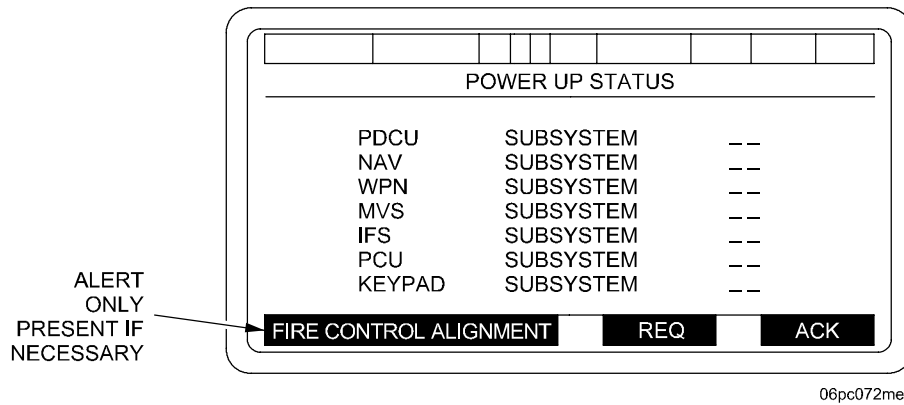 POWER UP STATUS
PDCU SUBSYSTEM _ _
NAV SUBSYSTEM _ _
WPN SUBSYSTEM _ _
MVS SUBSYSTEM _ _
IFS SUBSYSTEM _ _
PCU SUBSYSTEM _ _
KEYPAD SUBSYSTEM _ _
ALERT
ONLY
PRESENT IF
NECESSARY
FIRE CONTROL ALIGNMENT REQ ACK
06pc072me